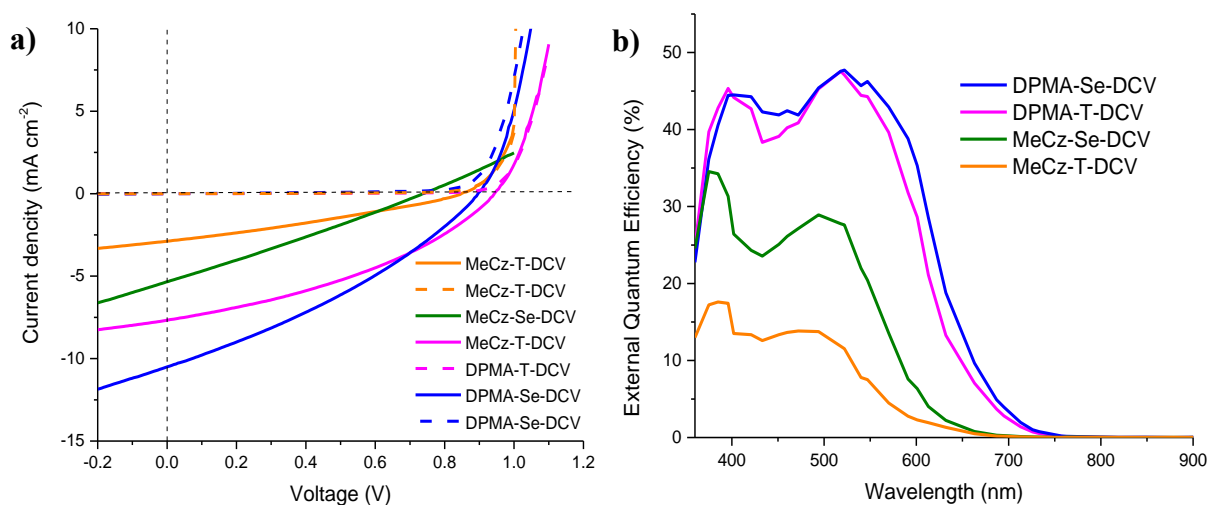 a)
Current dencity (mA cm⁻²)
10
5
0
-5
-10
-15
-0.2 0.0 0.2 0.4 0.6 0.8 1.0 1.2
Voltage (V)
MeCz-T-DCV
MeCz-T-DCV
MeCz-Se-DCV
MeCz-T-DCV
DPMA-T-DCV
DPMA-Se-DCV
DPMA-Se-DCV
b)
External Quantum Efficiency (%)
50
40
30
20
10
0
400 500 600 700 800 900
Wavelength (nm)
DPMA-Se-DCV
DPMA-T-DCV
MeCz-Se-DCV
MeCz-T-DCV